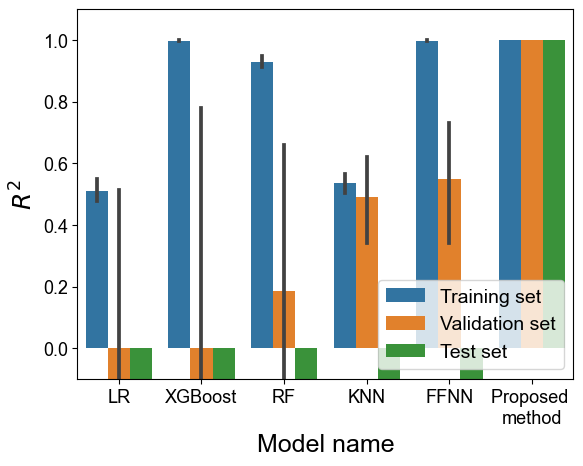 1.0
0.8
0.6
0.4
0.2
0.0
R²
Training set
Validation set
Test set
LR XGBoost RF KNN FFNN Proposed
method
Model name